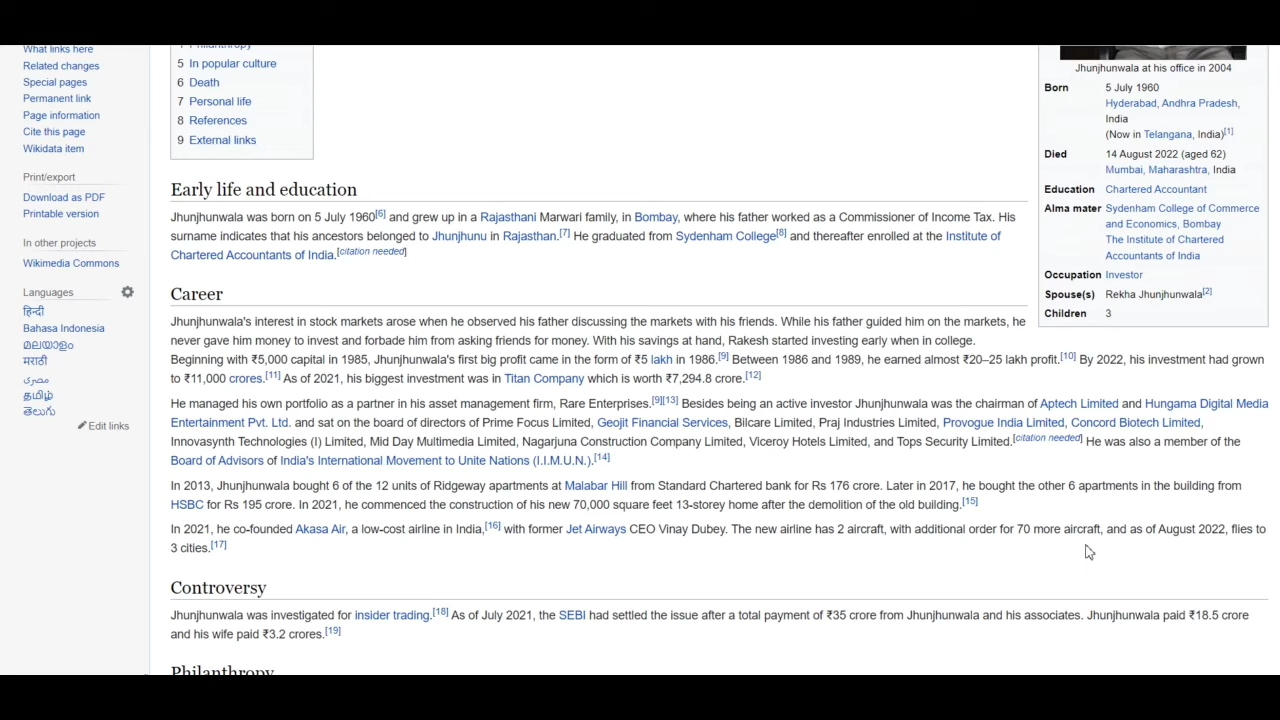 What links here
Related changes
Special pages
Permanent link
Page information
Cite this page
Wikidata item
Print/export
Download as PDF
Printable version
In other projects
Wikimedia Commons
Languages
हिन्दी
Bahasa Indonesia
മലയാളം
मराठी
مصرى
தமிழ்
తెలుగు
Edit links
4 Philanthropy
5 In popular culture
6 Death
7 Personal life
8 References
9 External links
Early life and education
Jhunjhunwala was born on 5 July 1960[6] and grew up in a Rajasthani Marwari family, in Bombay, where his father worked as a Commissioner of Income Tax. His
surname indicates that his ancestors belonged to Jhunjhunu in Rajasthan.[7] He graduated from Sydenham College[8] and thereafter enrolled at the Institute of
Chartered Accountants of India.[citation needed]
Career
Jhunjhunwala's interest in stock markets arose when he observed his father discussing the markets with his friends. While his father guided him on the markets, he
never gave him money to invest and forbade him from asking friends for money. With his savings at hand, Rakesh started investing early when in college.
Beginning with ₹5,000 capital in 1985, Jhunjhunwala's first big profit came in the form of ₹5 lakh in 1986.[9] Between 1986 and 1989, he earned almost ₹20–25 lakh profit.[10] By 2022, his investment had grown
to ₹11,000 crores.[11] As of 2021, his biggest investment was in Titan Company which is worth ₹7,294.8 crore.[12]
He managed his own portfolio as a partner in his asset management firm, Rare Enterprises.[9][13] Besides being an active investor Jhunjhunwala was the chairman of Aptech Limited and Hungama Digital Media
Entertainment Pvt. Ltd. and sat on the board of directors of Prime Focus Limited, Geojit Financial Services, Bilcare Limited, Praj Industries Limited, Provogue India Limited, Concord Biotech Limited,
Innovasynth Technologies (I) Limited, Mid Day Multimedia Limited, Nagarjuna Construction Company Limited, Viceroy Hotels Limited, and Tops Security Limited.[citation needed] He was also a member of the
Board of Advisors of India's International Movement to Unite Nations (I.I.M.U.N.).[14]
In 2013, Jhunjhunwala bought 6 of the 12 units of Ridgeway apartments at Malabar Hill from Standard Chartered bank for Rs 176 crore. Later in 2017, he bought the other 6 apartments in the building from
HSBC for Rs 195 crore. In 2021, he commenced the construction of his new 70,000 square feet 13-storey home after the demolition of the old building.[15]
In 2021, he co-founded Akasa Air, a low-cost airline in India,[16] with former Jet Airways CEO Vinay Dubey. The new airline has 2 aircraft, with additional order for 70 more aircraft, and as of August 2022, flies to
3 cities.[17]
Controversy
Jhunjhunwala was investigated for insider trading.[18] As of July 2021, the SEBI had settled the issue after a total payment of ₹35 crore from Jhunjhunwala and his associates. Jhunjhunwala paid ₹18.5 crore
and his wife paid ₹3.2 crores.[19]
Philanthropy
Jhunjhunwala at his office in 2004
Born 5 July 1960
Hyderabad, Andhra Pradesh,
India
(Now in Telangana, India)[1]
Died 14 August 2022 (aged 62)
Mumbai, Maharashtra, India
Education Chartered Accountant
Alma mater Sydenham College of Commerce
and Economics, Bombay
The Institute of Chartered
Accountants of India
Occupation Investor
Spouse(s) Rekha Jhunjhunwala[2]
Children 3